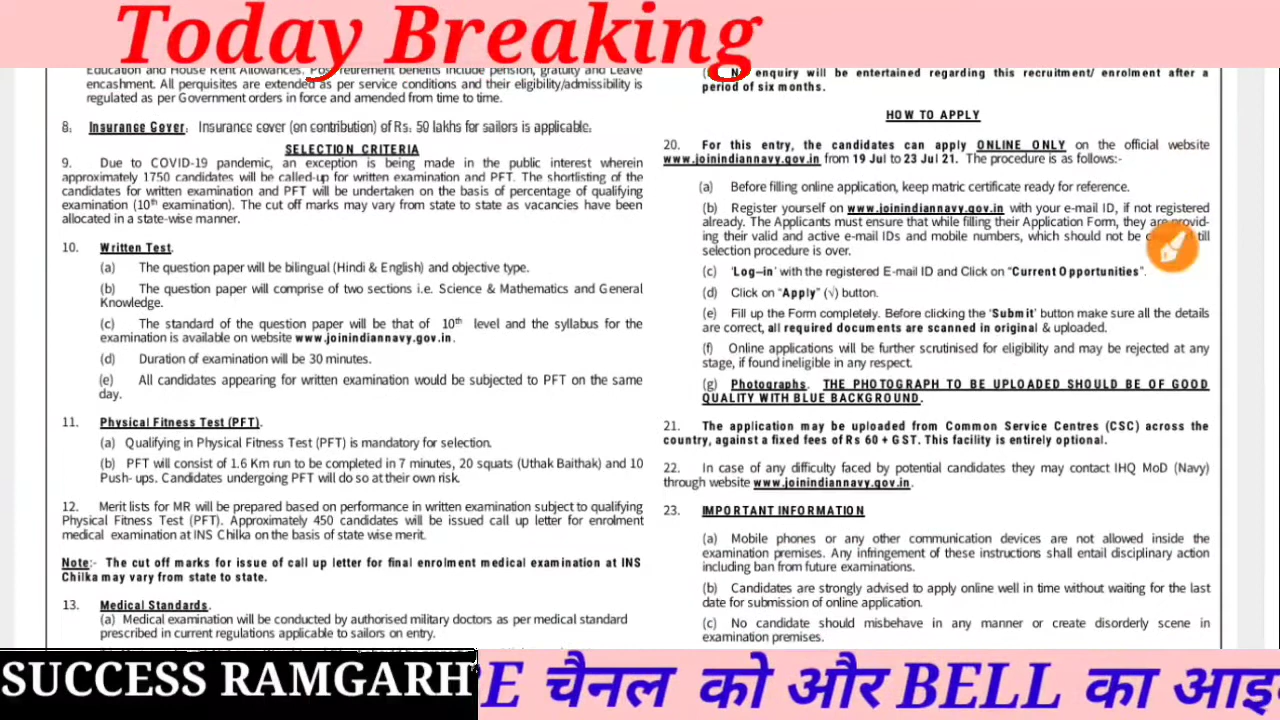 Today Breaking
Education and House Rent Allowances. Post retirement benefits include pension, gratuity and Leave
encashment. All perquisites are extended as per service conditions and their eligibility/admissibility is
regulated as per Government orders in force and amended from time to time.
8. Insurance Cover. Insurance cover (on contribution) of Rs. 50 lakhs for sailors is applicable.
SELECTION CRITERIA
9. Due to COVID-19 pandemic, an exception is being made in the public interest wherein
approximately 1750 candidates will be called-up for written examination and PFT. The shortlisting of the
candidates for written examination and PFT will be undertaken on the basis of percentage of qualifying
examination (10th examination). The cut off marks may vary from state to state as vacancies have been
allocated in a state-wise manner.
10. Written Test.
(a) The question paper will be bilingual (Hindi & English) and objective type.
(b) The question paper will comprise of two sections i.e. Science & Mathematics and General
Knowledge.
(c) The standard of the question paper will be that of 10th level and the syllabus for the
examination is available on website www.joinindiannavy.gov.in.
(d) Duration of examination will be 30 minutes.
(e) All candidates appearing for written examination would be subjected to PFT on the same
day.
11. Physical Fitness Test (PFT).
(a) Qualifying in Physical Fitness Test (PFT) is mandatory for selection.
(b) PFT will consist of 1.6 Km run to be completed in 7 minutes, 20 squats (Uthak Baithak) and 10
Push- ups. Candidates undergoing PFT will do so at their own risk.
12. Merit lists for MR will be prepared based on performance in written examination subject to qualifying
Physical Fitness Test (PFT). Approximately 450 candidates will be issued call up letter for enrolment
medical examination at INS Chilka on the basis of state wise merit.
Note:- The cut off marks for issue of call up letter for final enrolment medical examination at INS
Chilka may vary from state to state.
13. Medical Standards.
(a) Medical examination will be conducted by authorised military doctors as per medical standard
prescribed in current regulations applicable to sailors on entry.
enquiry will be entertained regarding this recruitment/ enrolment after a
period of six months.
HOW TO APPLY
20. For this entry, the candidates can apply ONLINE ONLY on the official website
www.joinindiannavy.gov.in from 19 Jul to 23 Jul 21. The procedure is as follows:-
(a) Before filling online application, keep matric certificate ready for reference.
(b) Register yourself on www.joinindiannavy.gov.in with your e-mail ID, if not registered
already. The Applicants must ensure that while filling their Application Form, they are provid-
ing their valid and active e-mail IDs and mobile numbers, which should not be till
selection procedure is over.
(c) ‘Log–in’ with the registered E-mail ID and Click on “Current Opportunities”.
(d) Click on “Apply” (√) button.
(e) Fill up the Form completely. Before clicking the ‘Submit’ button make sure all the details
are correct, all required documents are scanned in original & uploaded.
(f) Online applications will be further scrutinised for eligibility and may be rejected at any
stage, if found ineligible in any respect.
(g) Photographs. THE PHOTOGRAPH TO BE UPLOADED SHOULD BE OF GOOD
QUALITY WITH BLUE BACKGROUND.
21. The application may be uploaded from Common Service Centres (CSC) across the
country, against a fixed fees of Rs 60 + GST. This facility is entirely optional.
22. In case of any difficulty faced by potential candidates they may contact IHQ MoD (Navy)
through website www.joinindiannavy.gov.in.
23. IMPORTANT INFORMATION
(a) Mobile phones or any other communication devices are not allowed inside the
examination premises. Any infringement of these instructions shall entail disciplinary action
including ban from future examinations.
(b) Candidates are strongly advised to apply online well in time without waiting for the last
date for submission of online application.
(c) No candidate should misbehave in any manner or create disorderly scene in
examination premises.
SUCCESS RAMGARH
E चैनल को और BELL का आइ